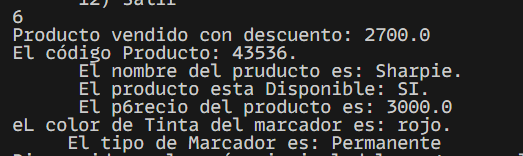 12) Salir
6
Producto vendido con descuento: 2700.0
El código Producto: 43536.
El nombre del pruducto es: Sharpie.
El producto esta Disponible: SI.
El p6recio del producto es: 3000.0
eL color de Tinta del marcador es: rojo.
El tipo de Marcador es: Permanente